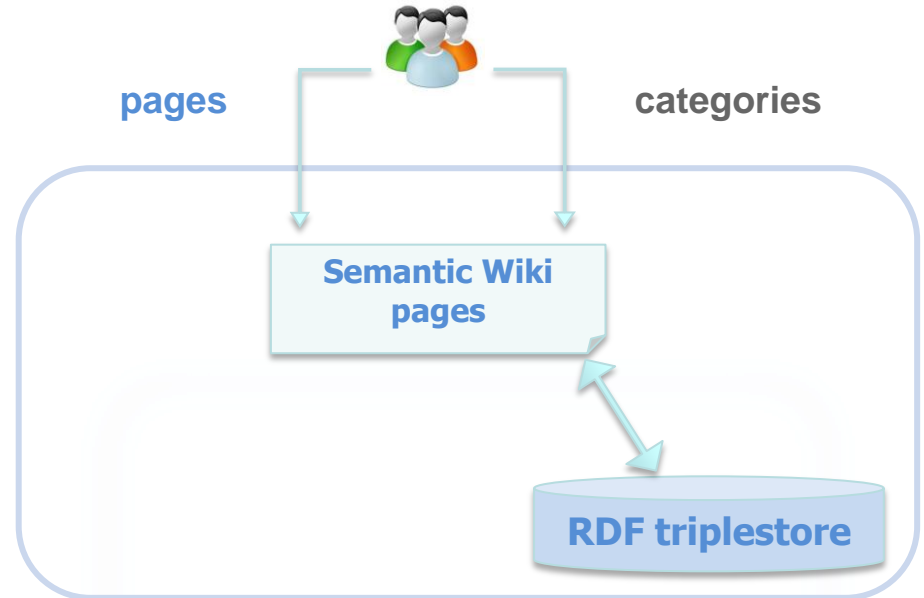 pages
categories
Semantic Wiki
pages
RDF triplestore